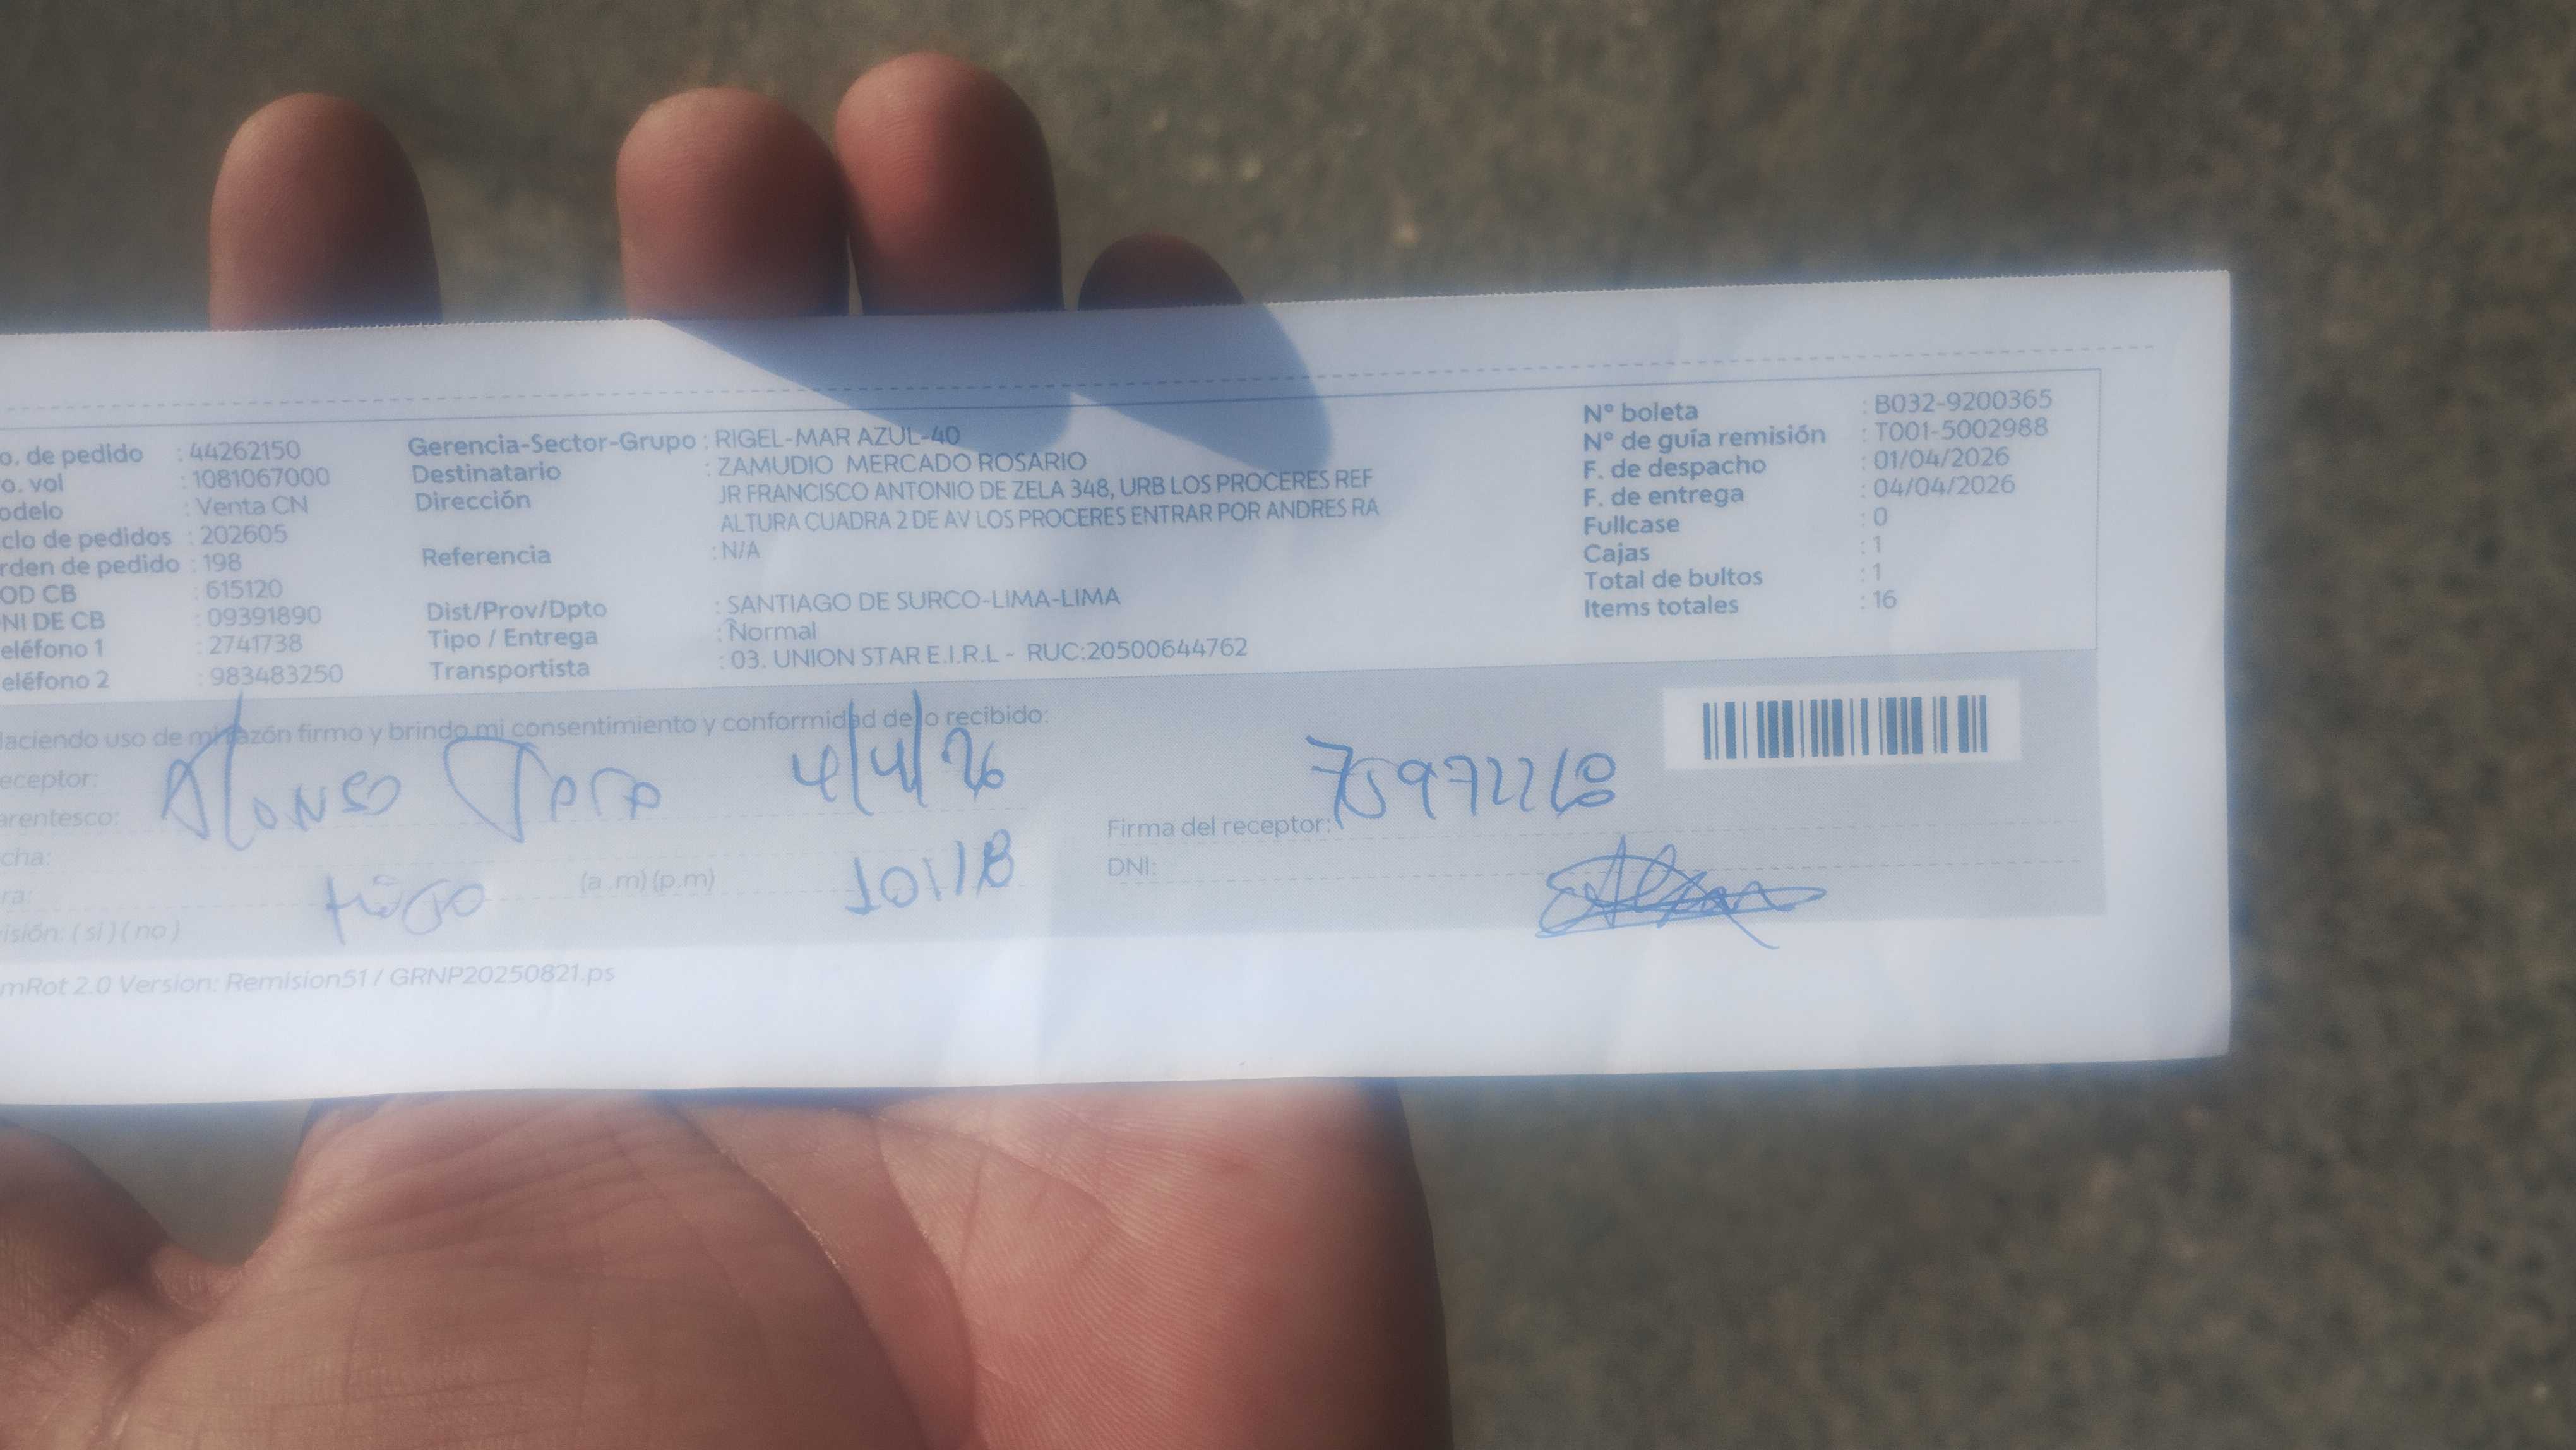 o. de pedido : 44262150
o. vol : 1081067000
odelo : Venta CN
clo de pedidos : 202605
rden de pedido : 198
OD CB : 615120
NI DE CB : 09391890
eléfono 1 : 2741738
eléfono 2 : 983483250
Gerencia-Sector-Grupo : RIGEL-MAR AZUL-40
Destinatario : ZAMUDIO MERCADO ROSARIO
Dirección JR FRANCISCO ANTONIO DE ZELA 348, URB LOS PROCERES REF
ALTURA CUADRA 2 DE AV LOS PROCERES ENTRAR POR ANDRES RA
Referencia : N/A
Dist/Prov/Dpto : SANTIAGO DE SURCO-LIMA-LIMA
Tipo / Entrega : Normal
Transportista : 03. UNION STAR E.I.R.L - RUC:20500644762
N° boleta : B032-9200365
N° de guía remisión : T001-5002988
F. de despacho : 01/04/2026
F. de entrega : 04/04/2026
Fullcase : 0
Cajas : 1
Total de bultos : 1
Items totales : 16
aciendo uso de mi razón firmo y brindo mi consentimiento y conformidad de lo recibido:
eceptor: Alonso 4/4/26
arentesco:
cha:
ra: (a .m) (p.m)
isión: ( si ) ( no )
Firma del receptor:
DNI:
mRot 2.0 Version: Remision51 / GRNP20250821.ps